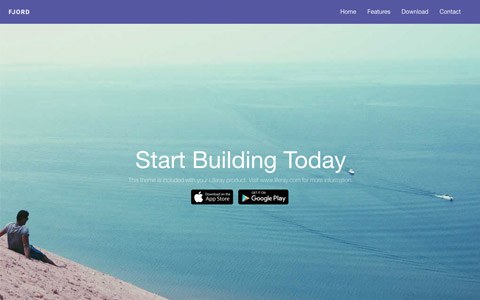 FJORD
Home Features Download Contact
Start Building Today
This theme is included with your Liferay product. Visit www.liferay.com for more information.
Download on the App Store
GET IT ON Google Play